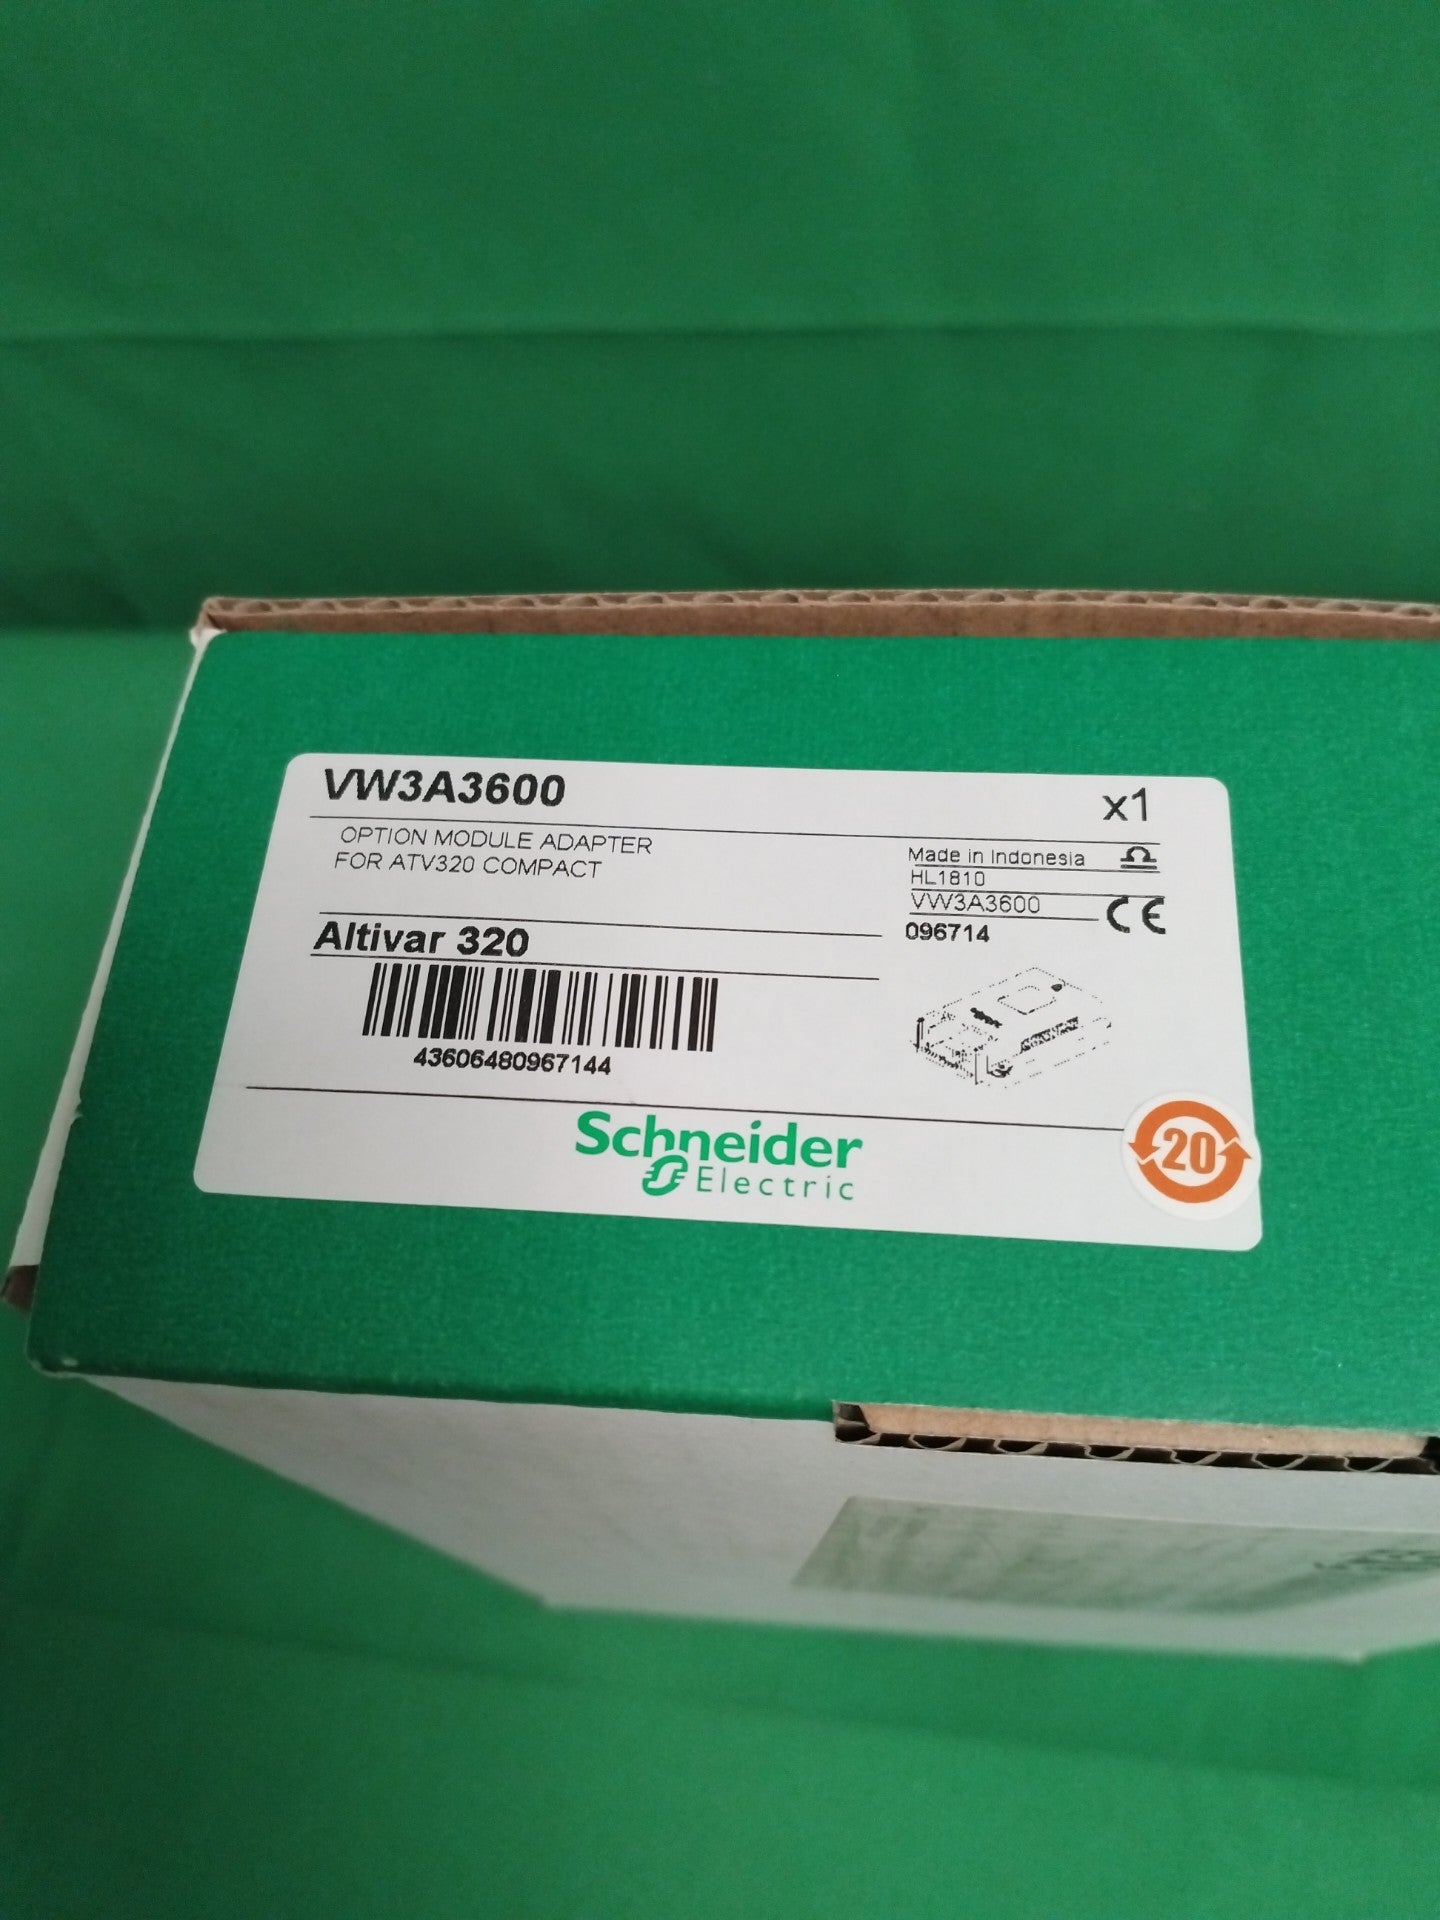 VW3A3600
x1
OPTION MODULE ADAPTER
FOR ATV320 COMPACT
Made in Indonesia
HL1810
VW3A3600
096714
CE
Altivar 320
43606480967144
Schneider
Electric
20